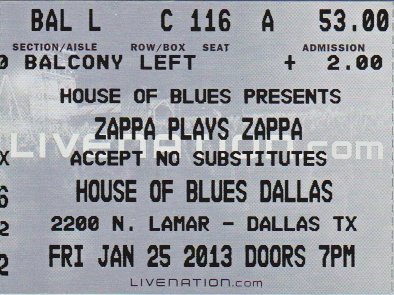 BAL L C 116 A 53.00
SECTION/AISLE ROW/BOX SEAT ADMISSION
BALCONY LEFT + 2.00
HOUSE OF BLUES PRESENTS
ZAPPA PLAYS ZAPPA
LIVENATION.com
X ACCEPT NO SUBSTITUTES
HOUSE OF BLUES DALLAS
2 2200 N. LAMAR - DALLAS TX
2 FRI JAN 25 2013 DOORS 7PM
LIVENATION.com